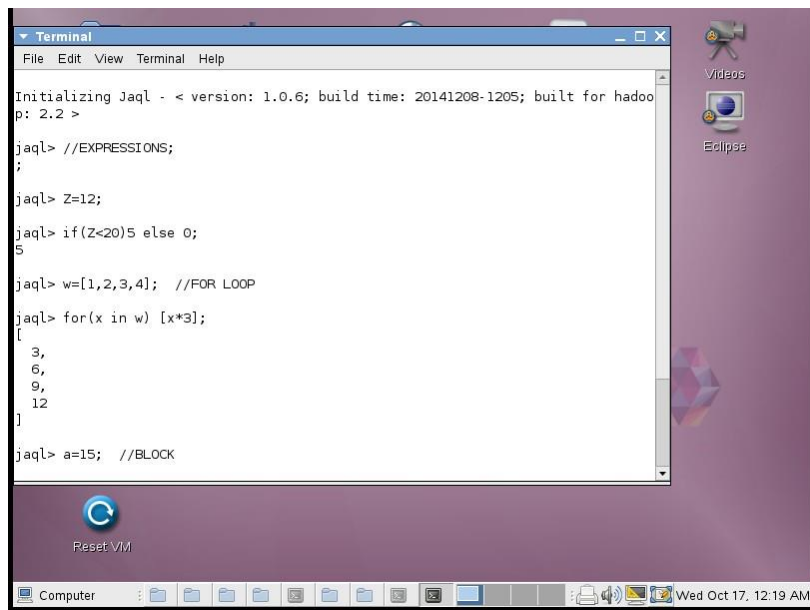 Terminal
File Edit View Terminal Help
Initializing Jaql - < version: 1.0.6; build time: 20141208-1205; built for hadoo
p: 2.2 >
jaql> //EXPRESSIONS;
;
jaql> Z=12;
jaql> if(Z<20)5 else 0;
5
jaql> w=[1,2,3,4];  //FOR LOOP
jaql> for(x in w) [x*3];
[
3,
6,
9,
12
]
jaql> a=15;  //BLOCK
Videos
Eclipse
Reset VM
Computer
Wed Oct 17, 12:19 AM